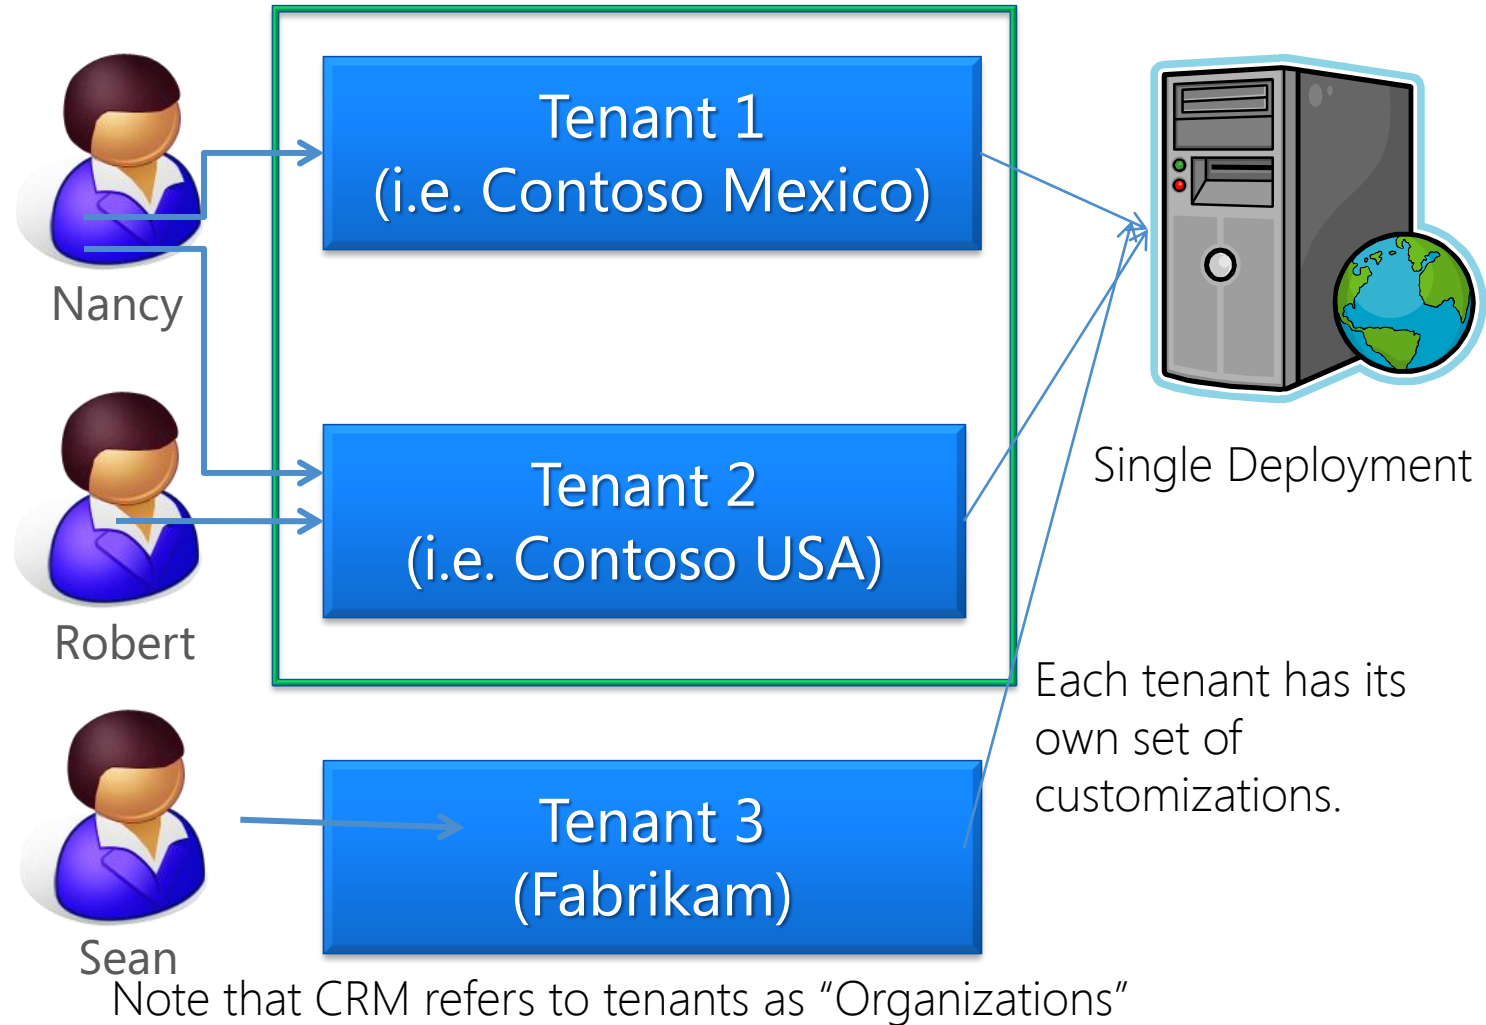 Tenant 1
(i.e. Contoso Mexico)
Nancy
Single Deployment
Tenant 2
(i.e. Contoso USA)
Robert
Each tenant has its
own set of
customizations.
Tenant 3
(Fabrikam)
Sean
Note that CRM refers to tenants as “Organizations”